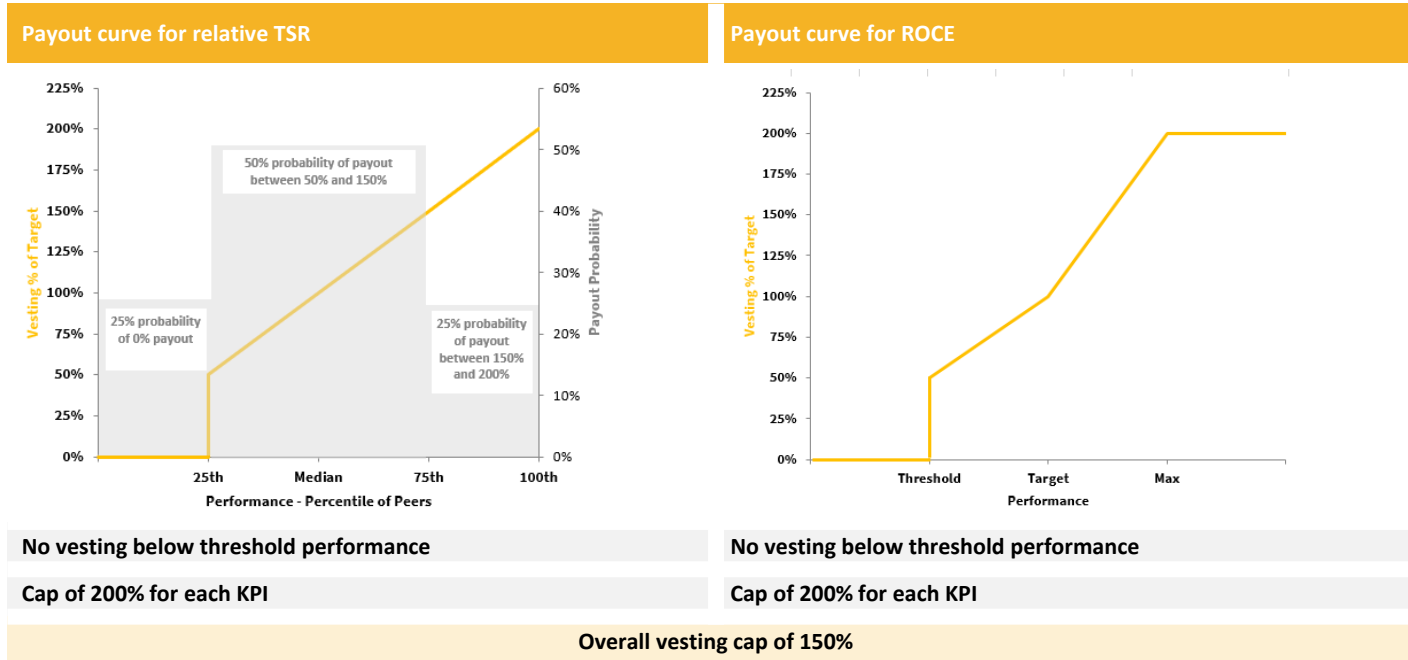 Payout curve for relative TSR
225%
200%
175%
150%
125%
100%
75%
50%
25%
0%
Vesting % of Target
60%
50%
40%
30%
20%
10%
0%
Payout Probability
50% probability of payout
between 50% and 150%
25% probability
of 0% payout
25% probability
of payout
between 150%
and 200%
25th
Median
75th
100th
Performance - Percentile of Peers
No vesting below threshold performance
Cap of 200% for each KPI
Payout curve for ROCE
225%
200%
175%
150%
125%
100%
75%
50%
25%
0%
Vesting % of Target
Threshold
Target
Max
Performance
No vesting below threshold performance
Cap of 200% for each KPI
Overall vesting cap of 150%